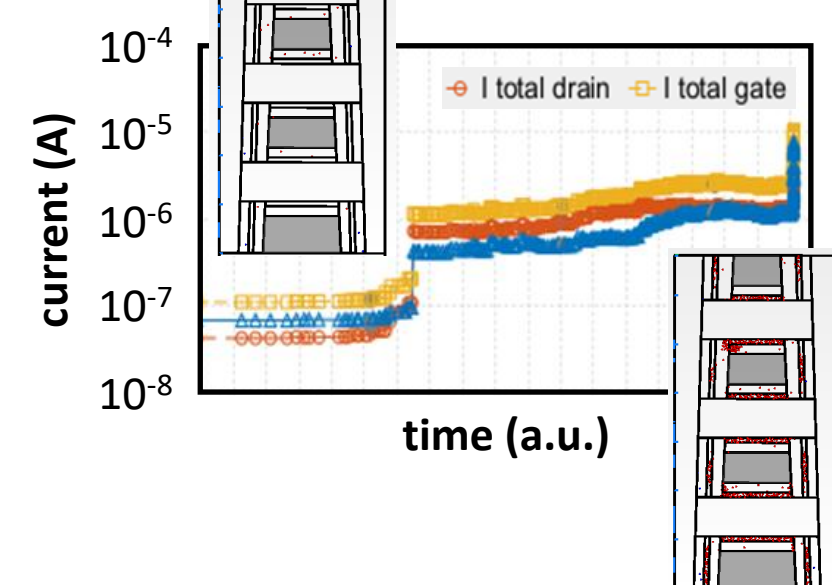 10-4
I total drain I total gate
10-5
current (A)
10-6
10-7
10-8
time (a.u.)